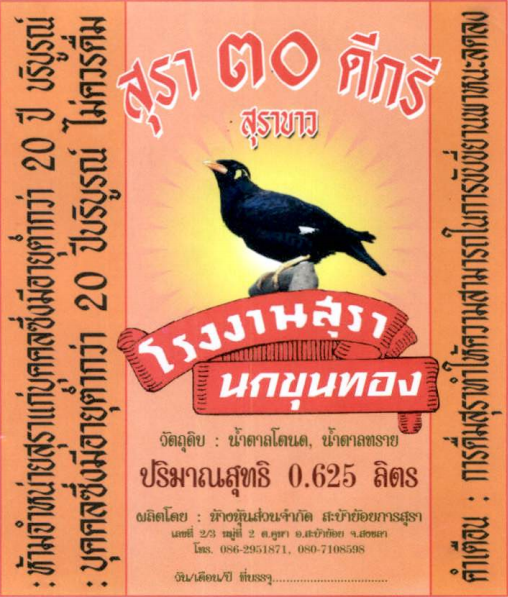 สุรา ๓๐ ดีกรี
สุราขาว
โรงงานสุรา
นกขุนทอง
วัตถุดิบ : น้ำตาลโตนด, น้ำตาลทราย
ปริมาณสุทธิ 0.625 ลิตร
ผลิตโดย : ห้างหุ้นส่วนจำกัด สะบ้าย้อยการสุรา
เลขที่ 2/3 หมู่ที่ 2 ต.คูหา อ.สะบ้าย้อย จ.สงขลา
โทร. 086-2951871, 080-7108598
วัน/เดือน/ปี ที่บรรจุ..............................
: ห้ามจำหน่ายสุราแก่บุคคลซึ่งมีอายุต่ำกว่า 20 ปี บริบูรณ์
: บุคคลซึ่งมีอายุต่ำกว่า 20 ปีบริบูรณ์ ไม่ควรดื่ม
คำเตือน : การดื่มสุราทำให้ความสามารถในการขับขี่ยานพาหนะลดลง